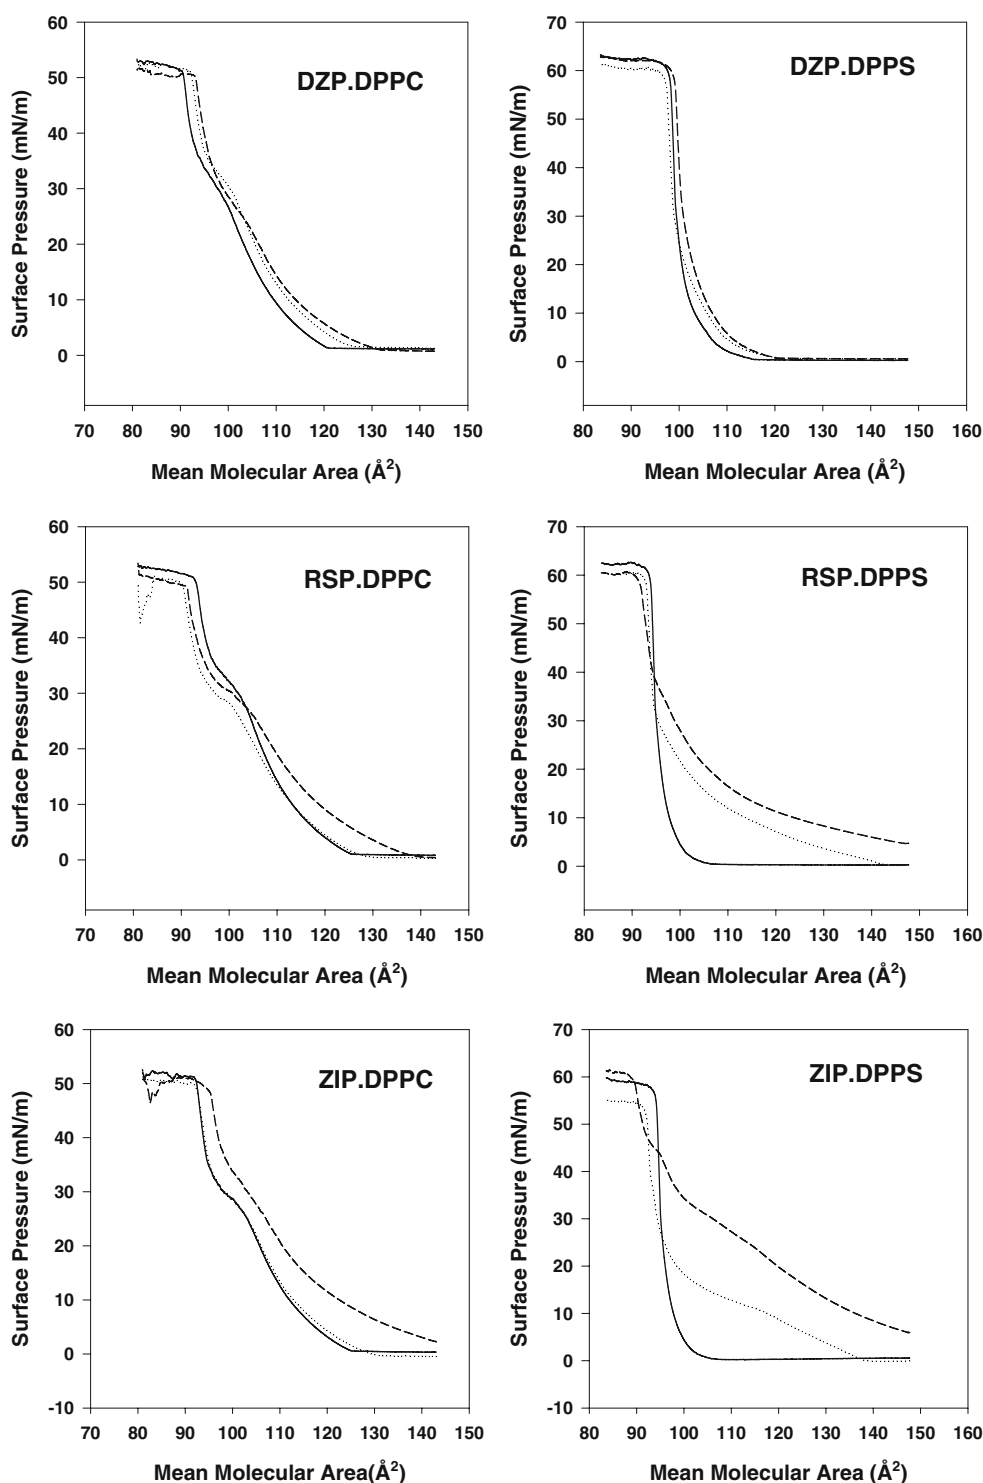 60
50
40
30
20
10
0
70 80 90 100 110 120 130 140 150
Surface Pressure (mN/m)
Mean Molecular Area (Å²)
DZP.DPPC
70
60
50
40
30
20
10
0
80 90 100 110 120 130 140 150 160
Surface Pressure (mN/m)
Mean Molecular Area (Å²)
DZP.DPPS
60
50
40
30
20
10
0
70 80 90 100 110 120 130 140 150
Surface Pressure (mN/m)
Mean Molecular Area (Å²)
RSP.DPPC
70
60
50
40
30
20
10
0
80 90 100 110 120 130 140 150 160
Surface Pressure (mN/m)
Mean Molecular Area (Å²)
RSP.DPPS
60
50
40
30
20
10
0
-10
70 80 90 100 110 120 130 140 150
Surface Pressure (mN/m)
Mean Molecular Area(Å²)
ZIP.DPPC
70
60
50
40
30
20
10
0
-10
80 90 100 110 120 130 140 150 160
Surface Pressure (mN/m)
Mean Molecular Area (Å²)
ZIP.DPPS